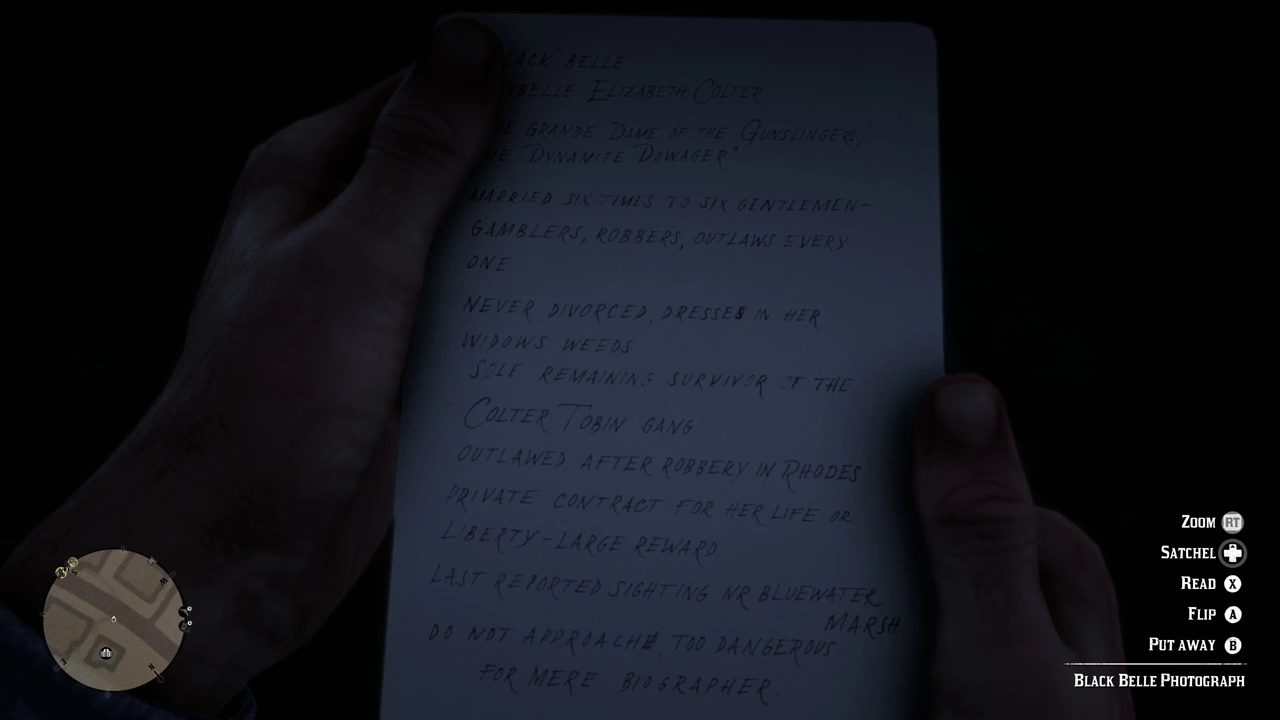 BELLE
ELIZABETH COLTER
GRANDE DAME OF THE GUNSLINGERS/
"DYNAMITE DOWAGER"
MARRIED SIX TIMES TO SIX GENTLEMEN-
GAMBLERS, ROBBERS, OUTLAWS EVERY
ONE
NEVER DIVORCED, DRESSES IN HER
WIDOWS WEEDS
SOLE REMAINING SURVIVOR OF THE
COLTER TOBIN GANG
OUTLAWED AFTER ROBBERY IN RHODES
PRIVATE CONTRACT FOR HER LIFE OR
LIBERTY - LARGE REWARD
LAST REPORTED SIGHTING NR BLUEWATER
MARSH
DO NOT APPROACH, TOO DANGEROUS
FOR MERE BIOGRAPHER.
ZOOM RT
SATCHEL
READ X
FLIP A
PUT AWAY B
BLACK BELLE PHOTOGRAPH